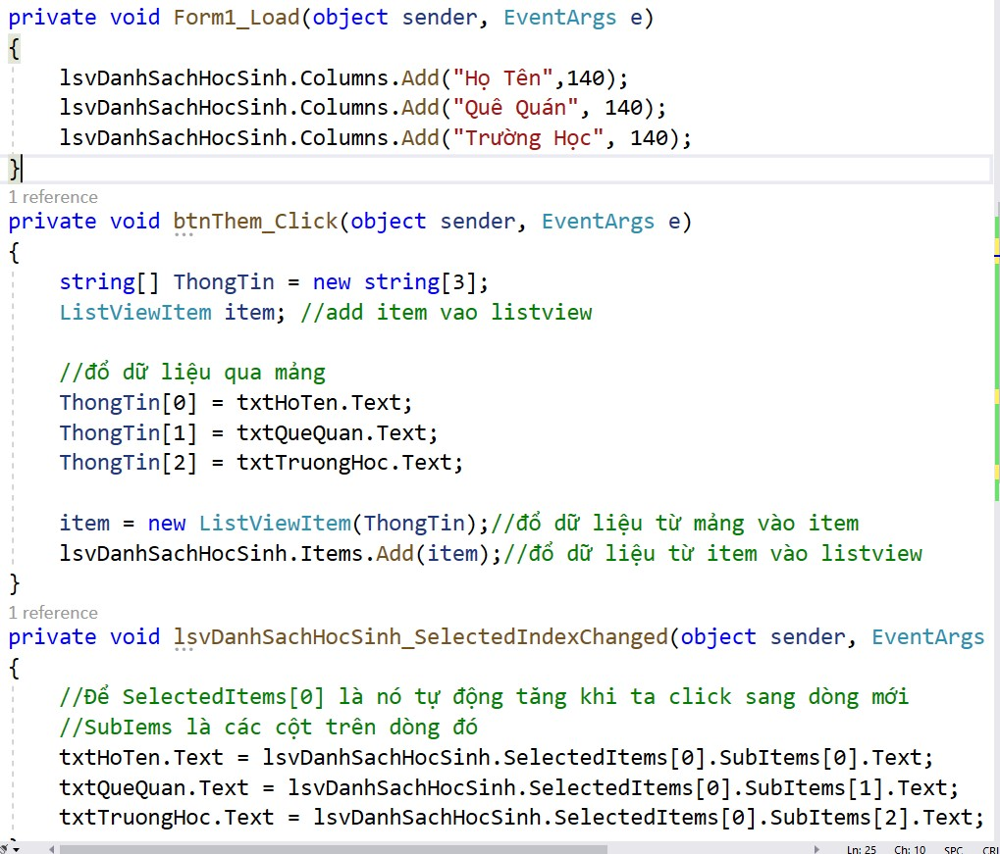 private void Form1_Load(object sender, EventArgs e)
{
    lsvDanhSachHocSinh.Columns.Add("Họ Tên",140);
    lsvDanhSachHocSinh.Columns.Add("Quê Quán", 140);
    lsvDanhSachHocSinh.Columns.Add("Trường Học", 140);
}
1 reference
private void btnThem_Click(object sender, EventArgs e)
{
    string[] ThongTin = new string[3];
    ListViewItem item; //add item vao listview
    //đổ dữ liệu qua mảng
    ThongTin[0] = txtHoTen.Text;
    ThongTin[1] = txtQueQuan.Text;
    ThongTin[2] = txtTruongHoc.Text;
    item = new ListViewItem(ThongTin);//đổ dữ liệu từ mảng vào item
    lsvDanhSachHocSinh.Items.Add(item);//đổ dữ liệu từ item vào listview
}
1 reference
private void lsvDanhSachHocSinh_SelectedIndexChanged(object sender, EventArgs
{
    //Để SelectedItems[0] là nó tự động tăng khi ta click sang dòng mới
    //SubIems là các cột trên dòng đó
    txtHoTen.Text = lsvDanhSachHocSinh.SelectedItems[0].SubItems[0].Text;
    txtQueQuan.Text = lsvDanhSachHocSinh.SelectedItems[0].SubItems[1].Text;
    txtTruongHoc.Text = lsvDanhSachHocSinh.SelectedItems[0].SubItems[2].Text;
Ln: 25 Ch: 10 SPC CRL